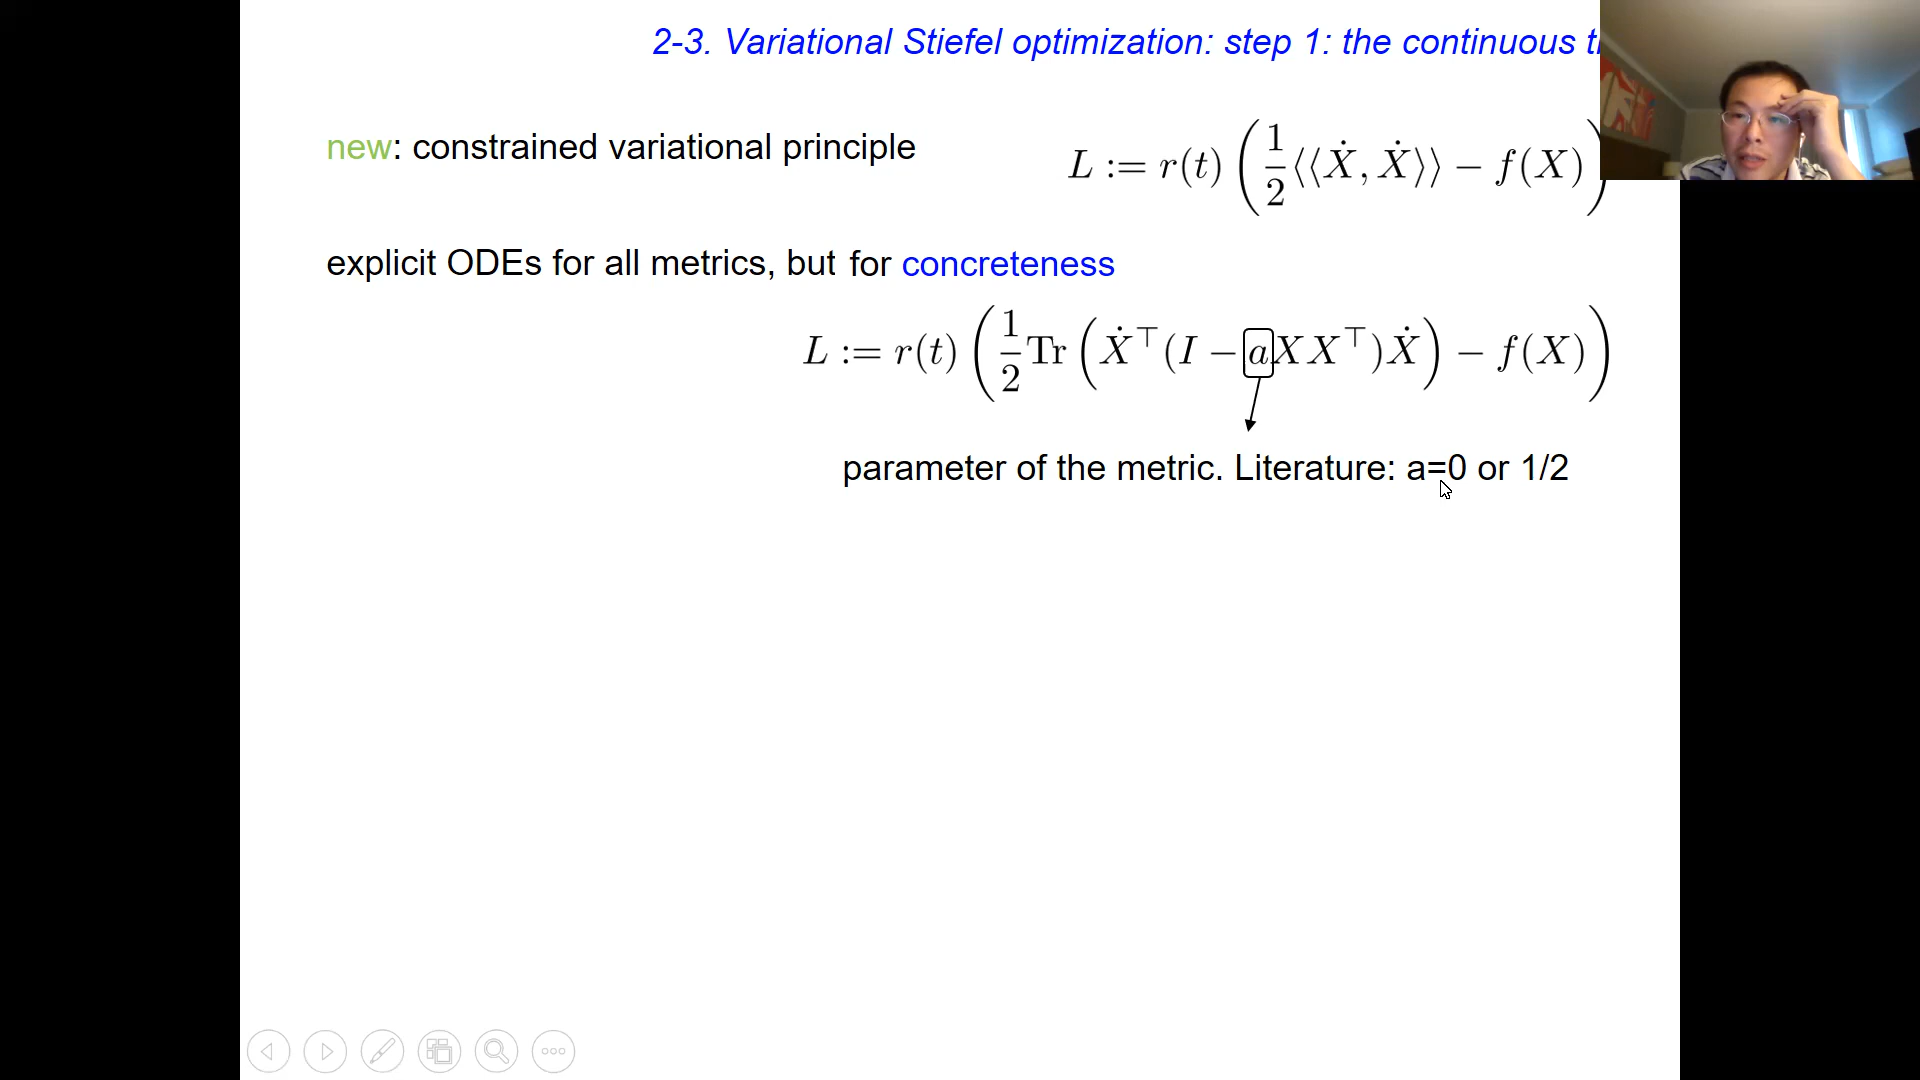 2-3. Variational Stiefel optimization: step 1: the continuous
new: constrained variational principle
L := r(t) ( 1/2 ⟨⟨Ẋ, Ẋ⟩⟩ − f(X) )
explicit ODEs for all metrics, but for concreteness
L := r(t) ( 1/2 Tr ( Ẋ^⊤ (I − aXX^⊤)Ẋ ) − f(X) )
parameter of the metric. Literature: a=0 or 1/2